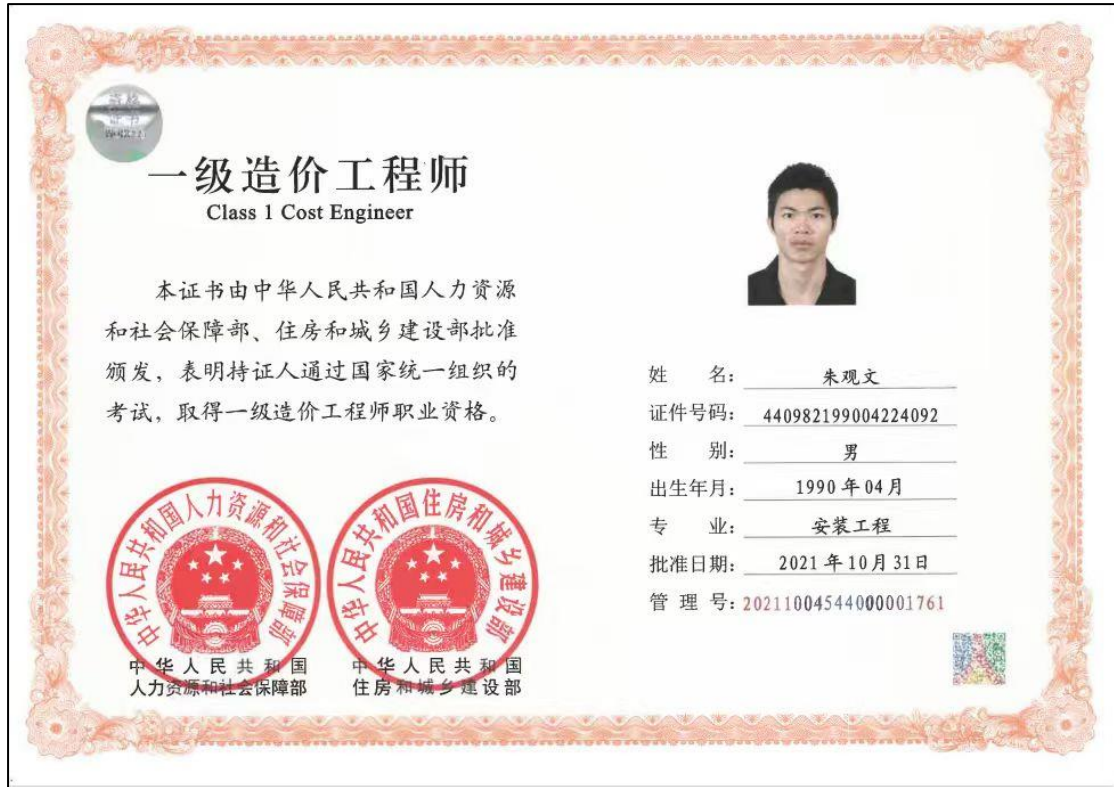 资格
证书
一级造价工程师
Class 1 Cost Engineer
本证书由中华人民共和国人力资源
和社会保障部、住房和城乡建设部批准
颁发，表明持证人通过国家统一组织的
考试，取得一级造价工程师职业资格。
姓 名：朱观文
证件号码：440982199004224092
性 别：男
出生年月：1990年04月
专 业：安装工程
批准日期：2021年10月31日
管 理 号：20211004544000001761
中华人民共和国人力资源和社会保障部
中华人民共和国住房和城乡建设部
中华人民共和国
人力资源和社会保障部
中华人民共和国
住房和城乡建设部